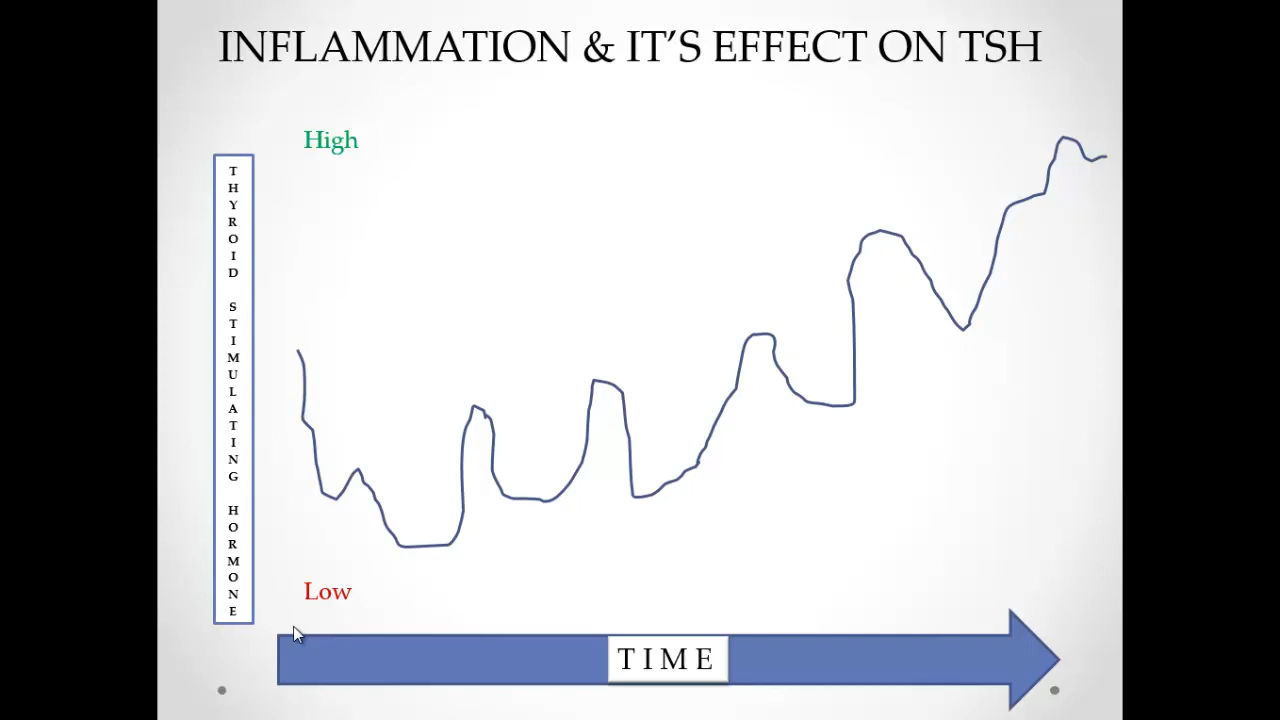 INFLAMMATION & IT'S EFFECT ON TSH
High
THYROID STIMULATING HORMONE
Low
TIME